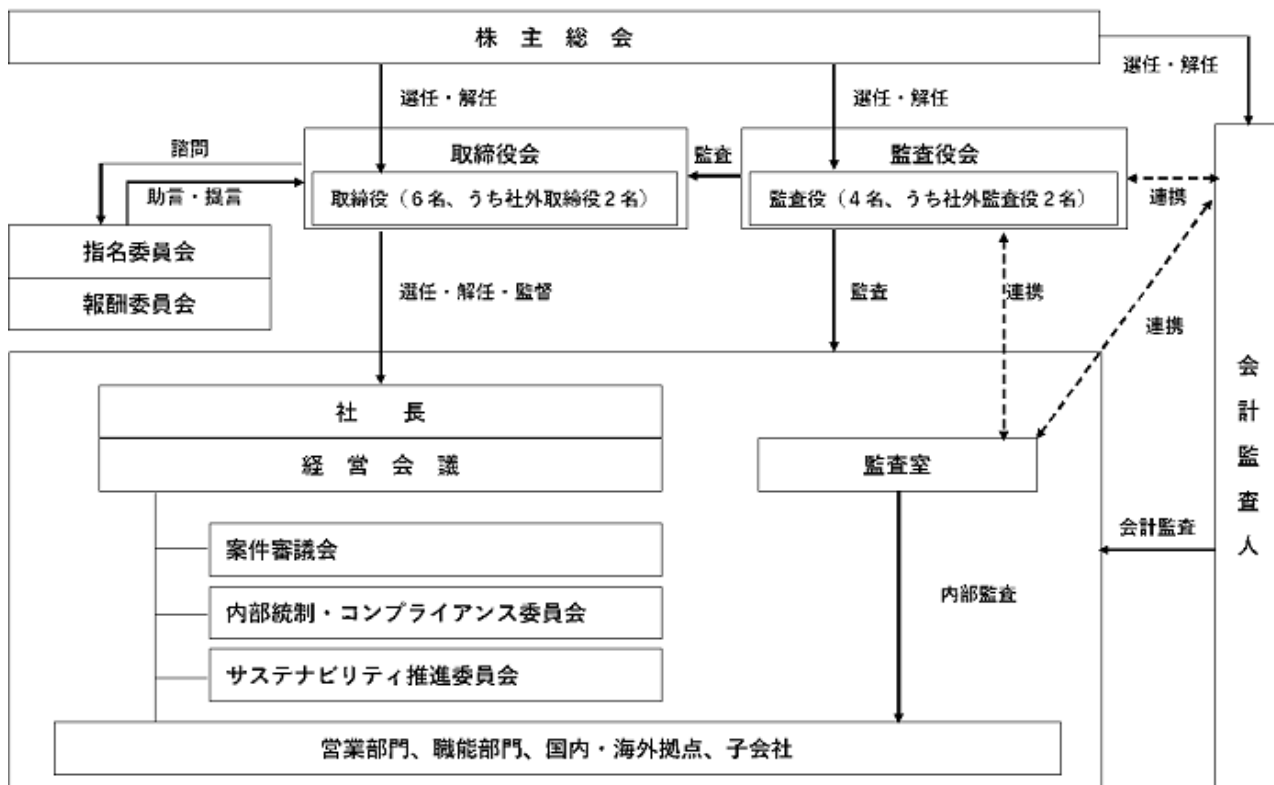 株主総会
選任・解任
選任・解任
選任・解任
諮問
助言・提言
取締役会
取締役（6名、うち社外取締役2名）
監査
監査役会
監査役（4名、うち社外監査役2名）
連携
指名委員会
報酬委員会
選任・解任・監督
監査
連携
連携
会計監査人
社長
経営会議
監査室
案件審議会
内部統制・コンプライアンス委員会
サステナビリティ推進委員会
会計監査
内部監査
営業部門、職能部門、国内・海外拠点、子会社